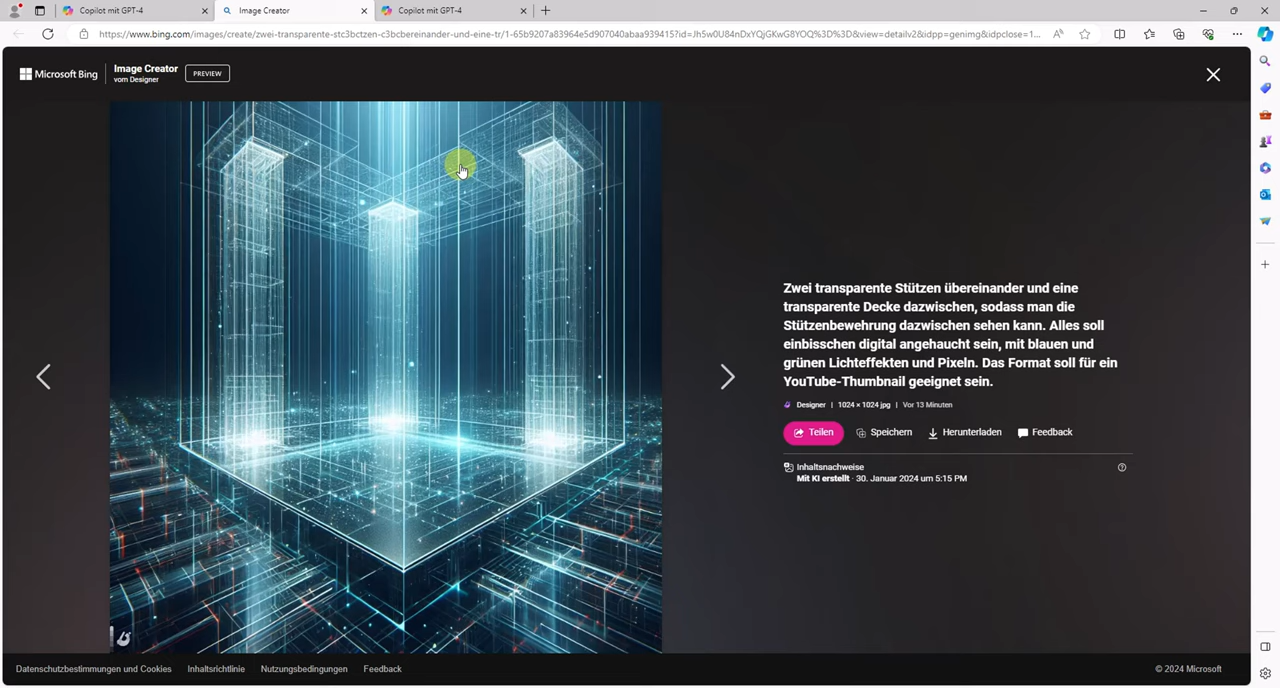 Copilot mit GPT-4
Image Creator
Copilot mit GPT-4
https://www.bing.com/images/create/zwei-transparente-stc3bctzen-c3bcbereinander-und-eine-tr/1-65b9207a83964e5d907040abaa939415?id=Jh5w0U84nDxYQjGKwG8YOQ%3D%3D&view=detailv2&idpp=genimg&idpclose=1...
Microsoft Bing
Image Creator
vom Designer
PREVIEW
Zwei transparente Stützen übereinander und eine
transparente Decke dazwischen, sodass man die
Stützenbewehrung dazwischen sehen kann. Alles soll
einbisschen digital angehaucht sein, mit blauen und
grünen Lichteffekten und Pixeln. Das Format soll für ein
YouTube-Thumbnail geeignet sein.
Designer | 1024 × 1024 jpg | Vor 13 Minuten
Teilen Speichern Herunterladen Feedback
Inhaltsnachweise
Mit KI erstellt · 30. Januar 2024 um 5:15 PM
Datenschutzbestimmungen und Cookies Inhaltsrichtlinie Nutzungsbedingungen Feedback
© 2024 Microsoft